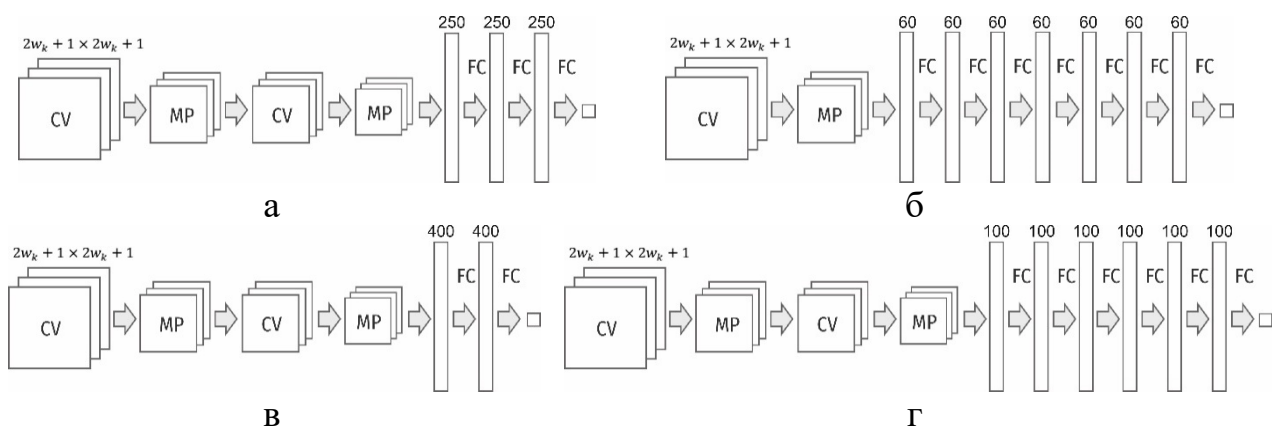 250 250 250
2w_k + 1 × 2w_k + 1
CV MP CV MP FC FC FC
а
60 60 60 60 60 60 60
2w_k + 1 × 2w_k + 1
CV MP FC FC FC FC FC FC FC
б
400 400
2w_k + 1 × 2w_k + 1
CV MP CV MP FC FC
в
100 100 100 100 100 100
2w_k + 1 × 2w_k + 1
CV MP CV MP FC FC FC FC FC FC
г